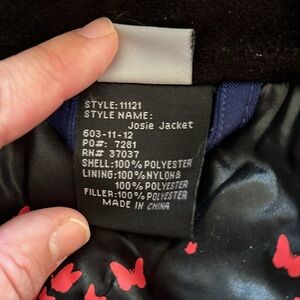 STYLE:11121
STYLE NAME:
Josie Jacket
603-11-12
PO#: 7281
RN# 37037
SHELL:100% POLYESTER
LINING:100% NYLONS
100% POLYESTER
FILLER:100% POLYESTER
MADE IN CHINA